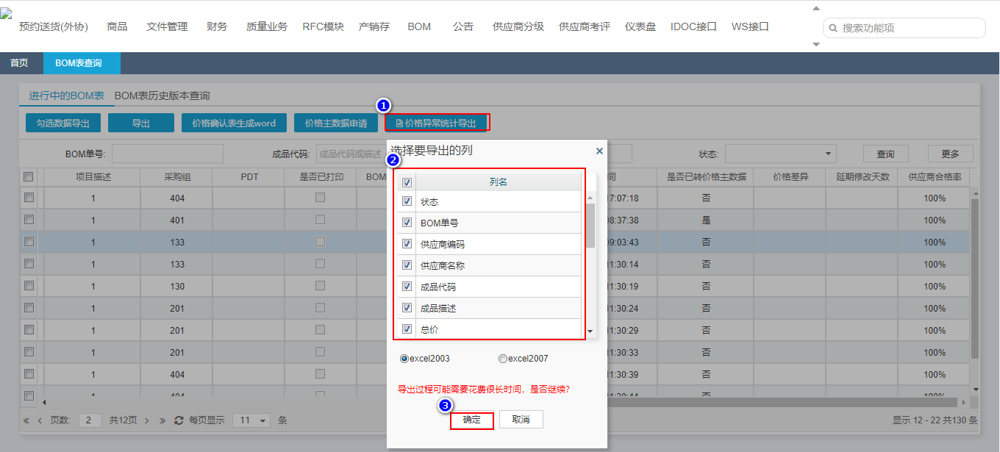 预约送货(外协) 商品 文件管理 财务 质量业务 RFC模块 产销存 BOM 公告 供应商分级 供应商考评 仪表盘 IDOC接口 WS接口 搜索功能项
首页 BOM表查询
进行中的BOM表 BOM表历史版本查询
1
勾选数据导出 导出 价格确认表生成word 价格主数据申请 价格异常统计导出
选择要导出的列
BOM单号: 成品代码: 成品代码或描述 状态: 查询 更多
2
项目描述 采购组 PDT 是否已打印 BOM 列名 间 是否已转价格主数据 价格差异 延期修改天数 供应商合格率
1 404 状态 7:07:18 否 100%
1 401 BOM单号 08:37:38 是 100%
1 133 供应商编码 09:03:43 否 100%
1 133 供应商名称 1:30:14 否 100%
1 130 成品代码 1:30:19 否 100%
1 201 成品描述 1:30:24 否 100%
1 201 总价 1:30:29 否 100%
1 201 1:30:33 否 100%
excel2003 excel2007
1 404 1:30:39 否 100%
导出过程可能需要花费很长时间，是否继续?
1 404 1:30:44 否 100%
3
确定 取消
« ‹ 页数: 2 共12页 › » 每页显示 11 条 显示 12 - 22 共130 条